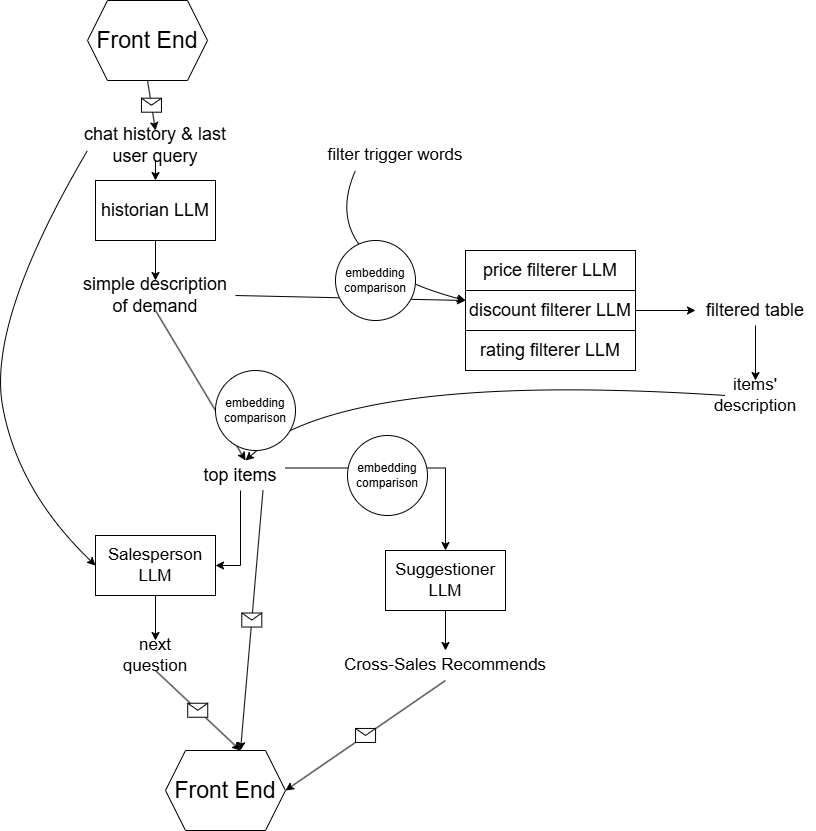 Front End
chat history & last
user query
filter trigger words
historian LLM
simple description
of demand
embedding
comparison
price filterer LLM
discount filterer LLM
rating filterer LLM
filtered table
items'
description
embedding
comparison
top items
embedding
comparison
Salesperson
LLM
Suggestioner
LLM
next
question
Cross-Sales Recommends
Front End